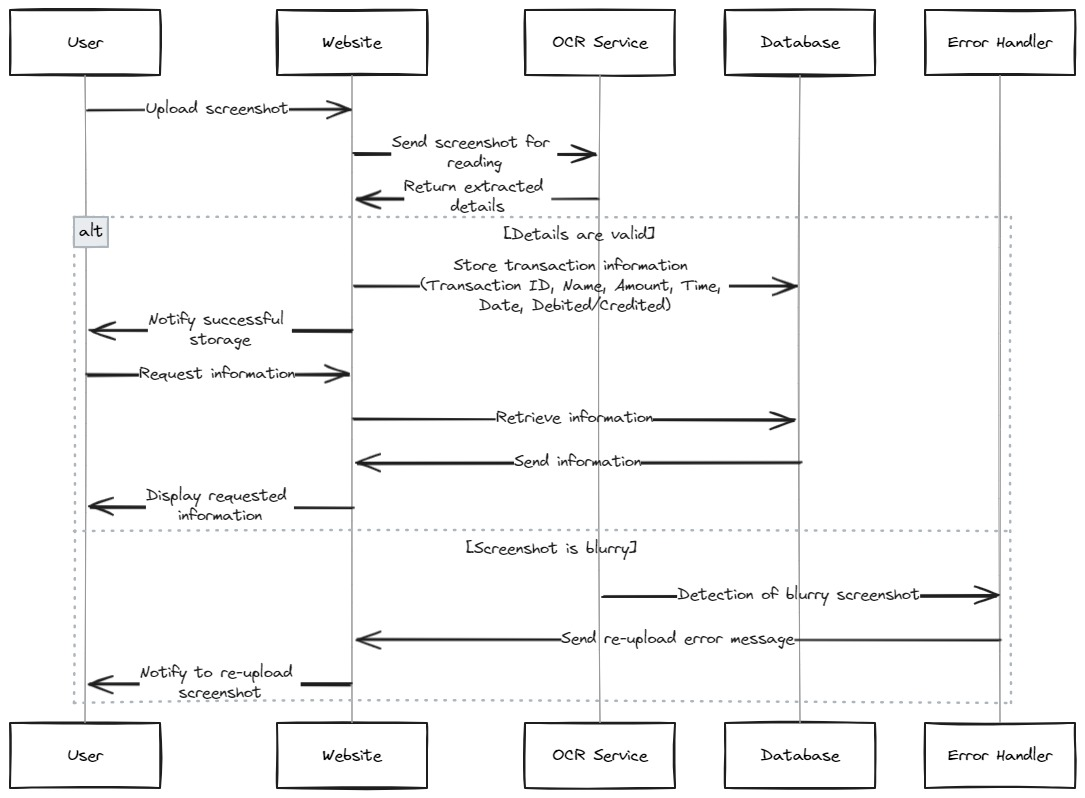 User
Website
OCR Service
Database
Error Handler
Upload screenshot
Send screenshot for
reading
Return extracted
details
alt
[Details are valid]
Store transaction information
(Transaction ID, Name, Amount, Time,
Date, Debited/Credited)
Notify successful
storage
Request information
Retrieve information
Send information
Display requested
information
[Screenshot is blurry]
Detection of blurry screenshot
Send re-upload error message
Notify to re-upload
screenshot
User
Website
OCR Service
Database
Error Handler